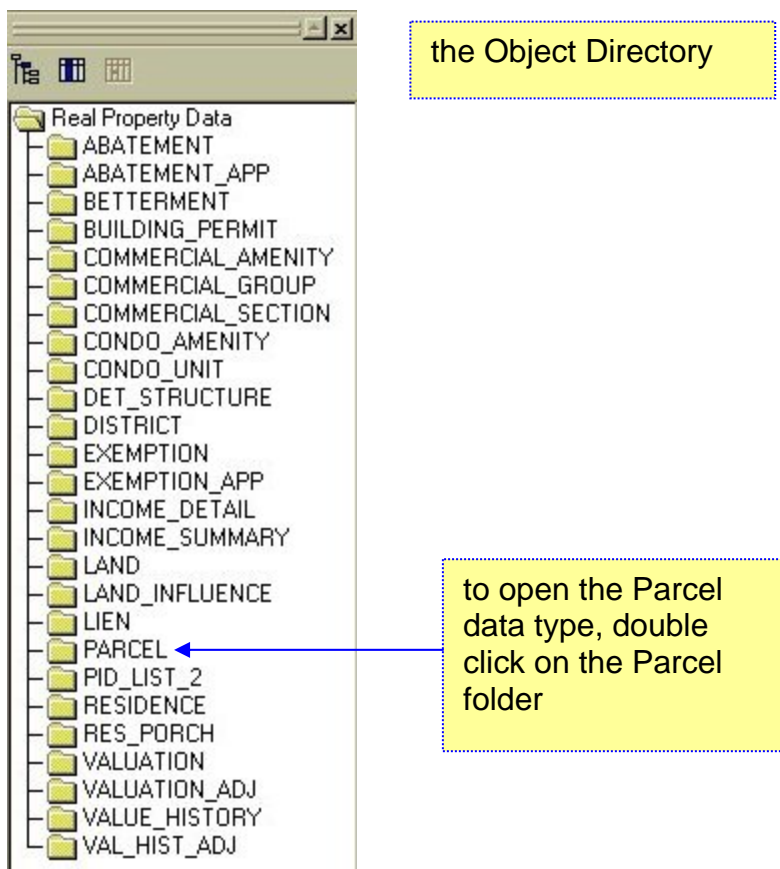 the Object Directory
Real Property Data
ABATEMENT
ABATEMENT_APP
BETTERMENT
BUILDING_PERMIT
COMMERCIAL_AMENITY
COMMERCIAL_GROUP
COMMERCIAL_SECTION
CONDO_AMENITY
CONDO_UNIT
DET_STRUCTURE
DISTRICT
EXEMPTION
EXEMPTION_APP
INCOME_DETAIL
INCOME_SUMMARY
LAND
LAND_INFLUENCE
LIEN
PARCEL
PID_LIST_2
RESIDENCE
RES_PORCH
VALUATION
VALUATION_ADJ
VALUE_HISTORY
VAL_HIST_ADJ
to open the Parcel
data type, double
click on the Parcel
folder